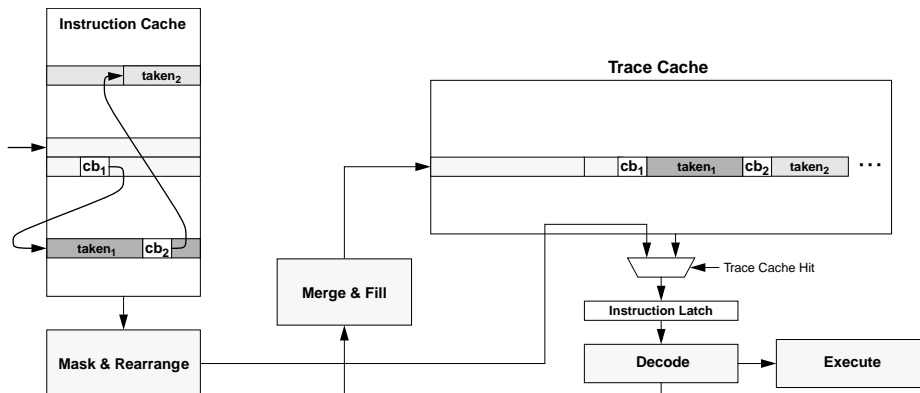 Instruction Cache
taken2
cb1
taken1 cb2
Mask & Rearrange
Merge & Fill
Trace Cache
cb1 taken1 cb2 taken2 ...
Trace Cache Hit
Instruction Latch
Decode
Execute